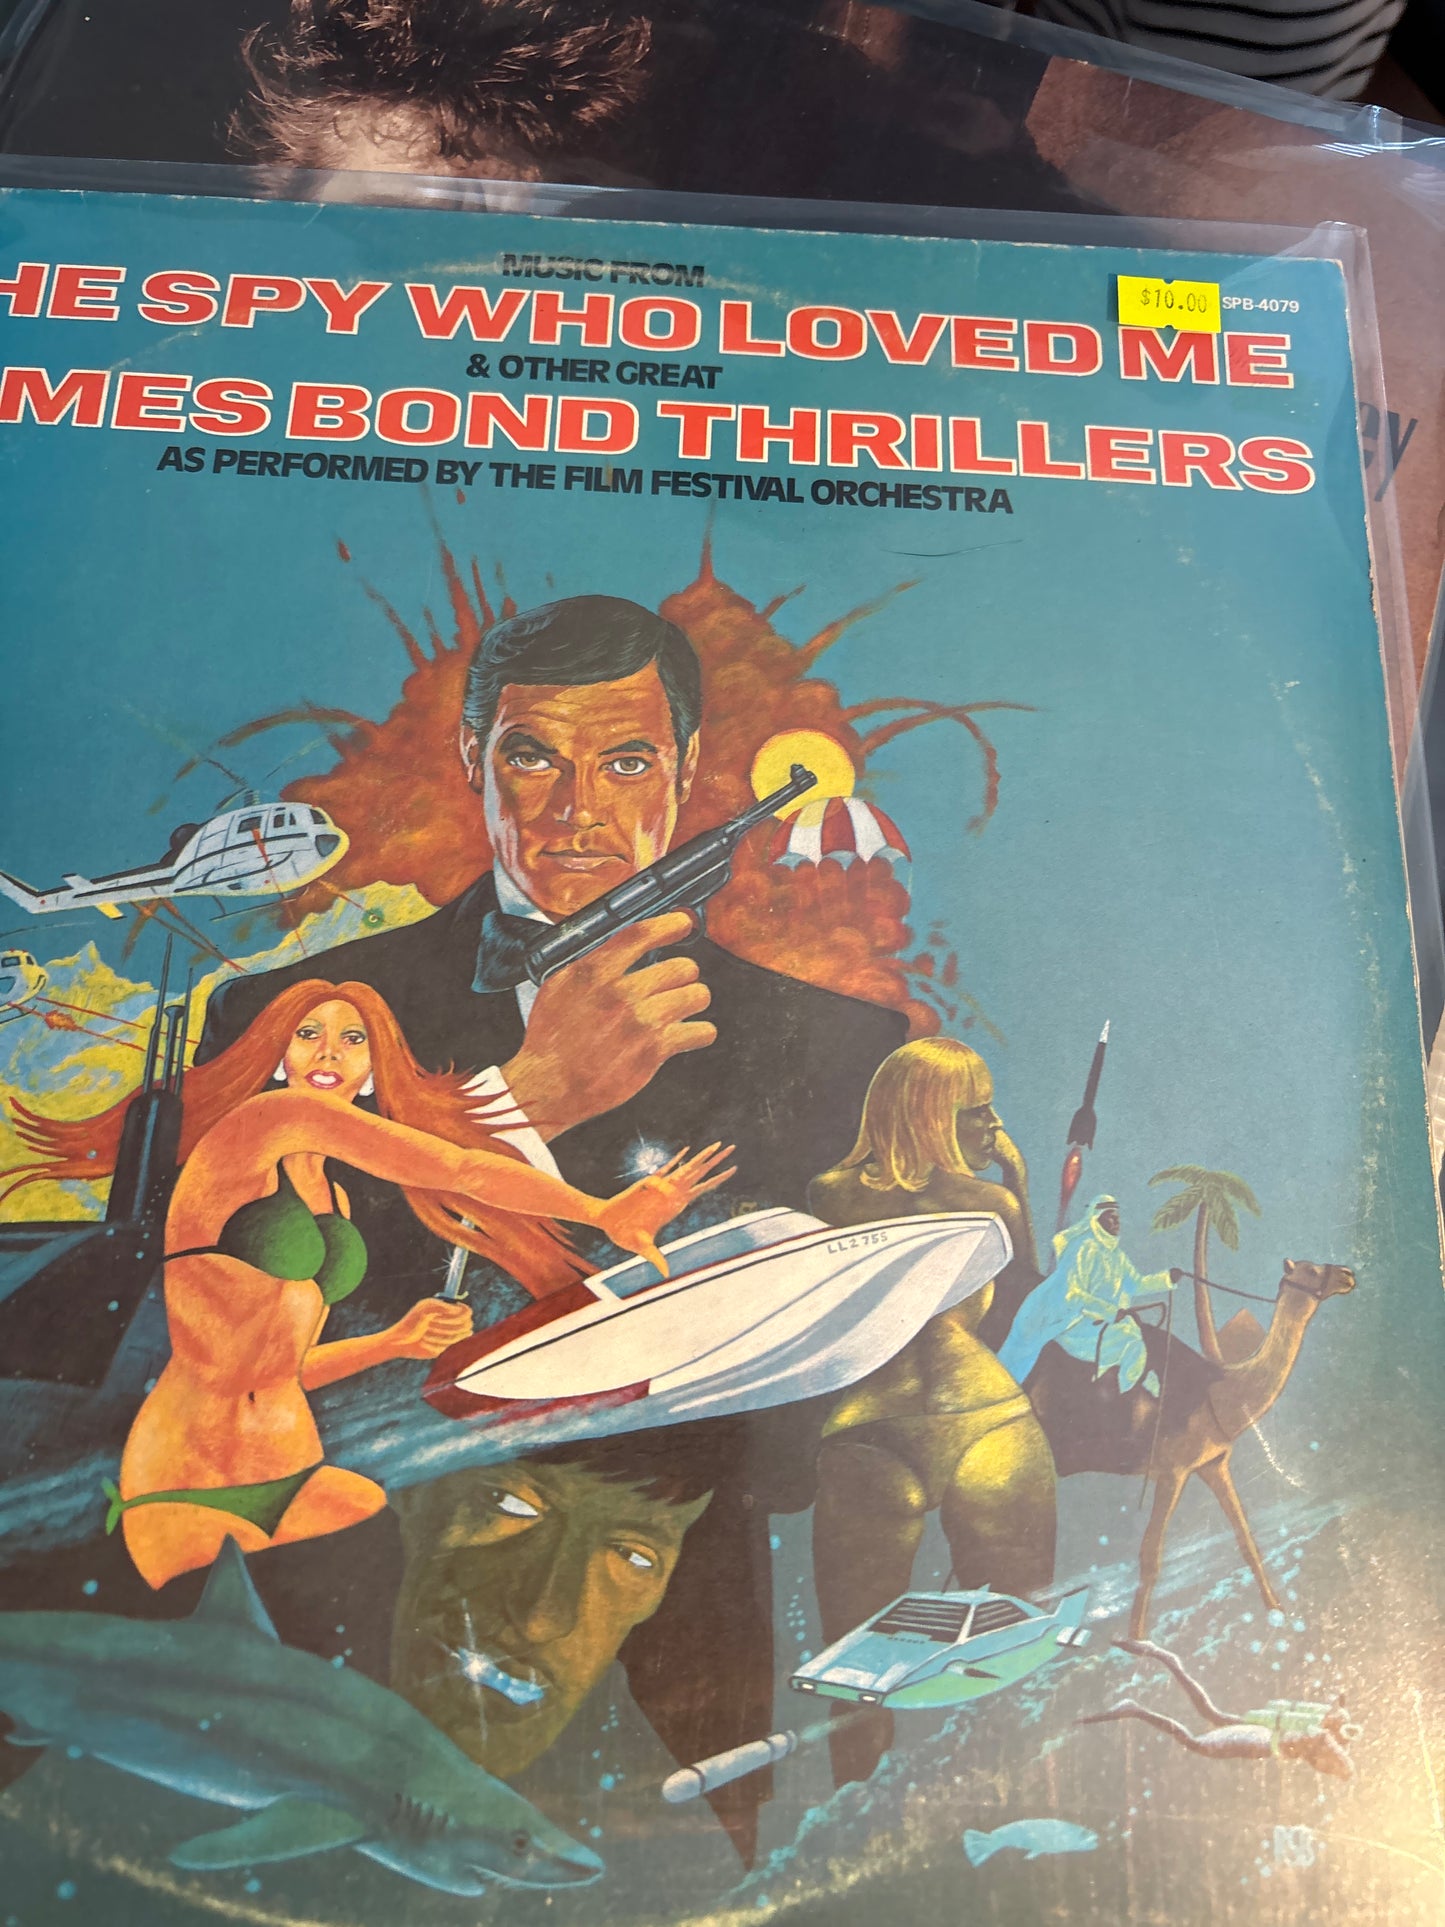 MUSIC FROM
HE SPY WHO LOVED ME
& OTHER GREAT
MES BOND THRILLERS
AS PERFORMED BY THE FILM FESTIVAL ORCHESTRA
$10.00
SPB-4079
ey
LL2755